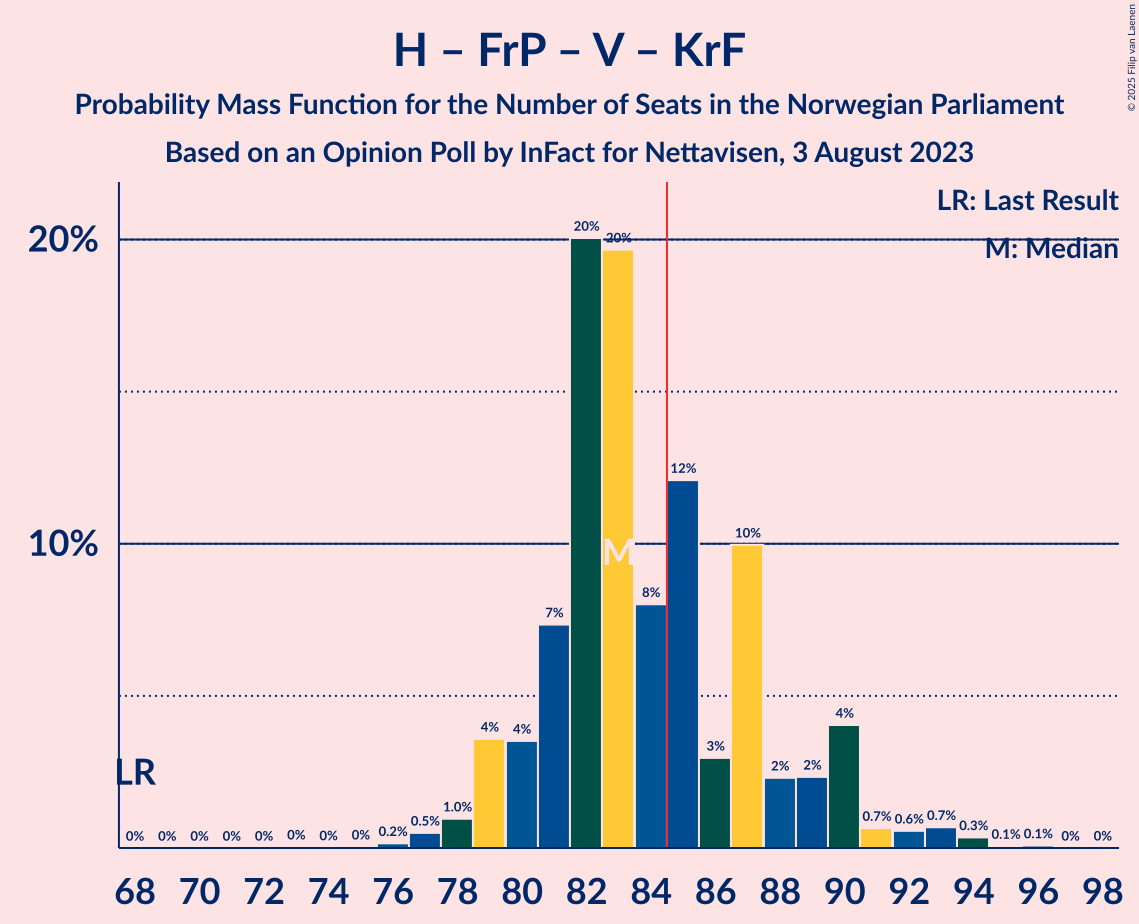 H – FrP – V – KrF
Probability Mass Function for the Number of Seats in the Norwegian Parliament
Based on an Opinion Poll by InFact for Nettavisen, 3 August 2023
© 2025 Filip van Laenen
LR: Last Result
M: Median
20%
10%
LR
M
0% 0% 0% 0% 0% 0% 0% 0% 0.2% 0.5% 1.0% 4% 4% 7% 20% 20% 8% 12% 3% 10% 2% 2% 4% 0.7% 0.6% 0.7% 0.3% 0.1% 0.1% 0% 0%
68 70 72 74 76 78 80 82 84 86 88 90 92 94 96 98